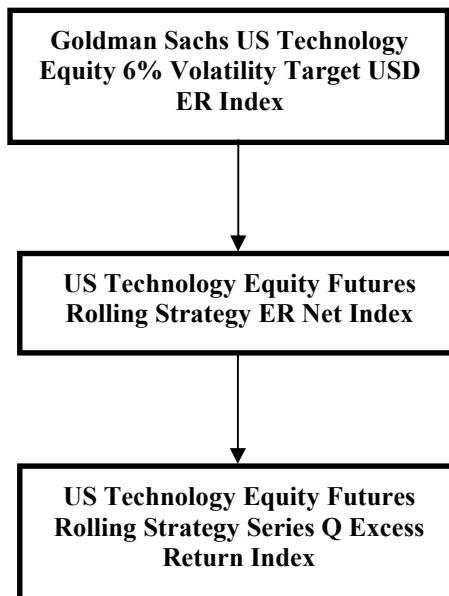 Goldman Sachs US Technology
Equity 6% Volatility Target USD
ER Index
US Technology Equity Futures
Rolling Strategy ER Net Index
US Technology Equity Futures
Rolling Strategy Series Q Excess
Return Index